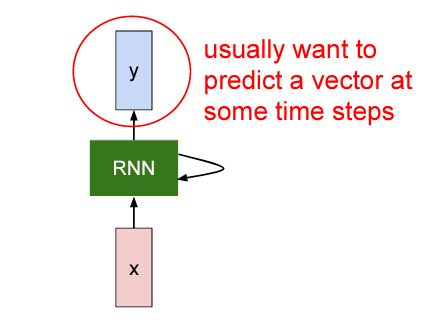 y
usually want to
predict a vector at
some time steps
RNN
x